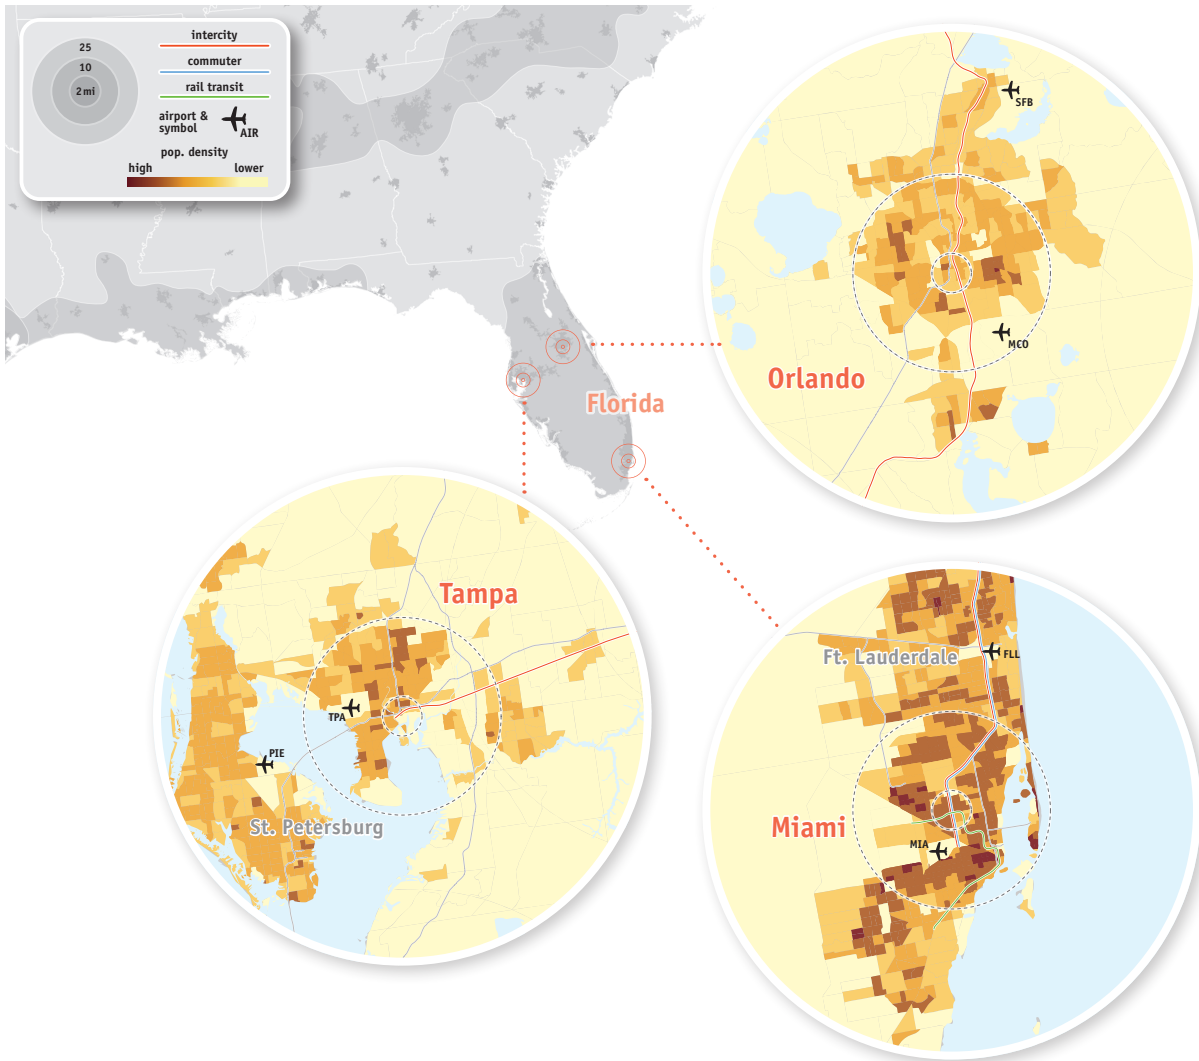 25
10
2 mi
intercity
commuter
rail transit
airport &
symbol
AIR
pop. density
high
lower
SFB
MCO
Orlando
Florida
Tampa
TPA
PIE
St. Petersburg
Ft. Lauderdale
FLL
Miami
MIA